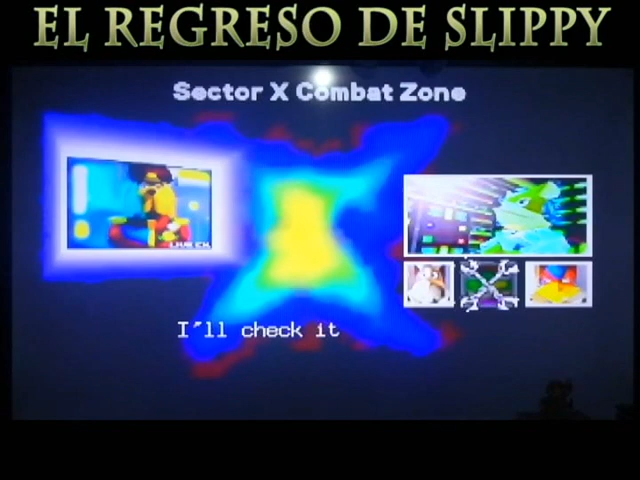 EL REGRESO DE SLIPPY
Sector X Combat Zone
I'll check it